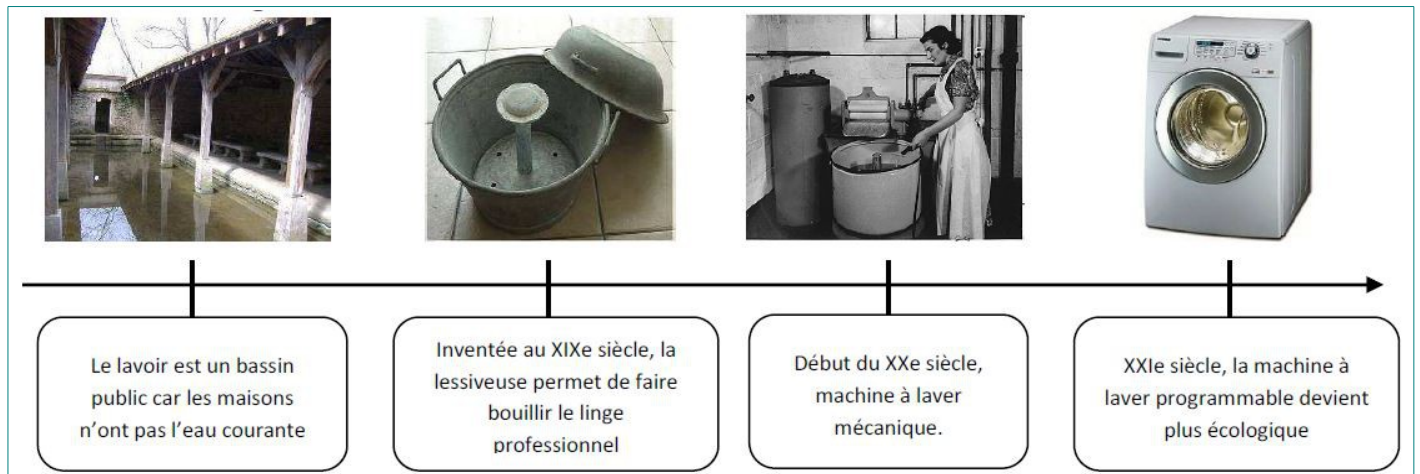 Le lavoir est un bassin
public car les maisons
n'ont pas l'eau courante
Inventée au XIXe siècle, la
lessiveuse permet de faire
bouillir le linge
professionnel
Début du XXe siècle,
machine à laver
mécanique.
XXIe siècle, la machine à
laver programmable devient
plus écologique